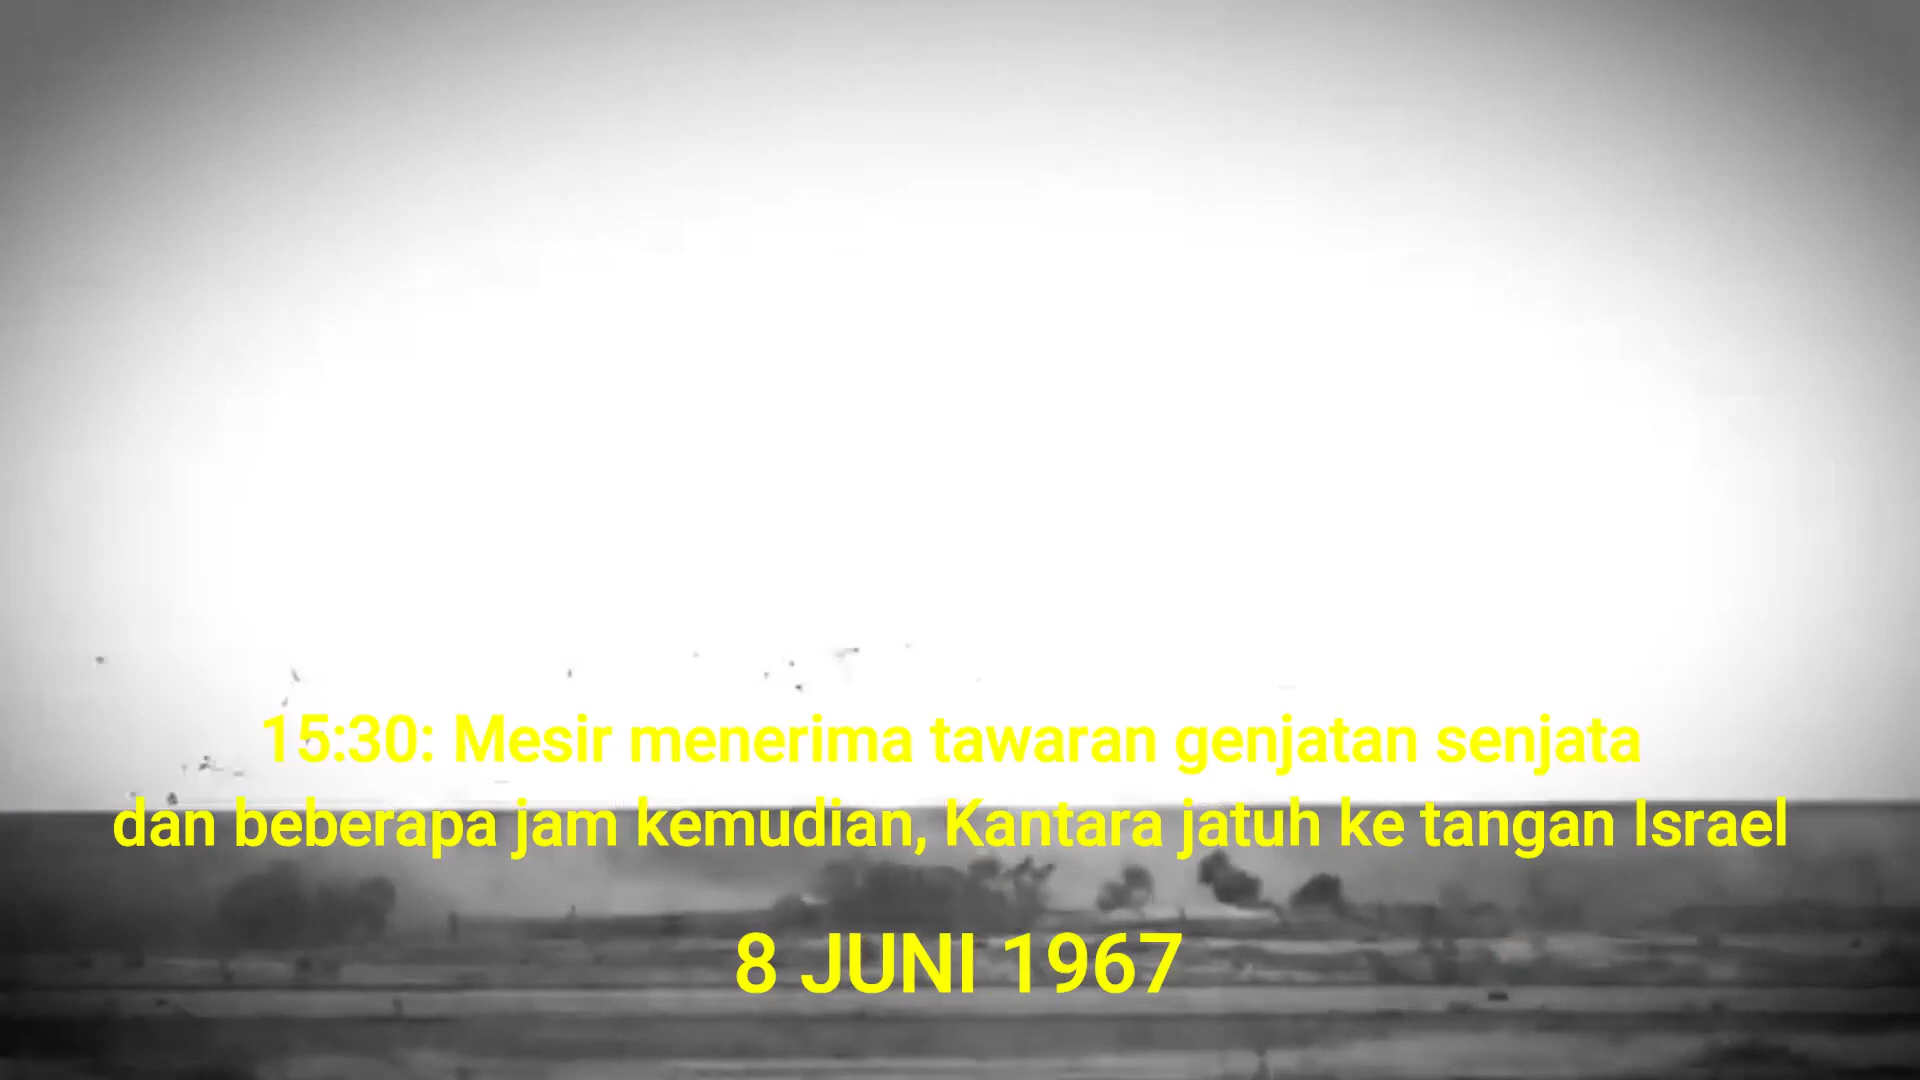 15:30: Mesir menerima tawaran genjatan senjata
dan beberapa jam kemudian, Kantara jatuh ke tangan Israel
8 JUNI 1967